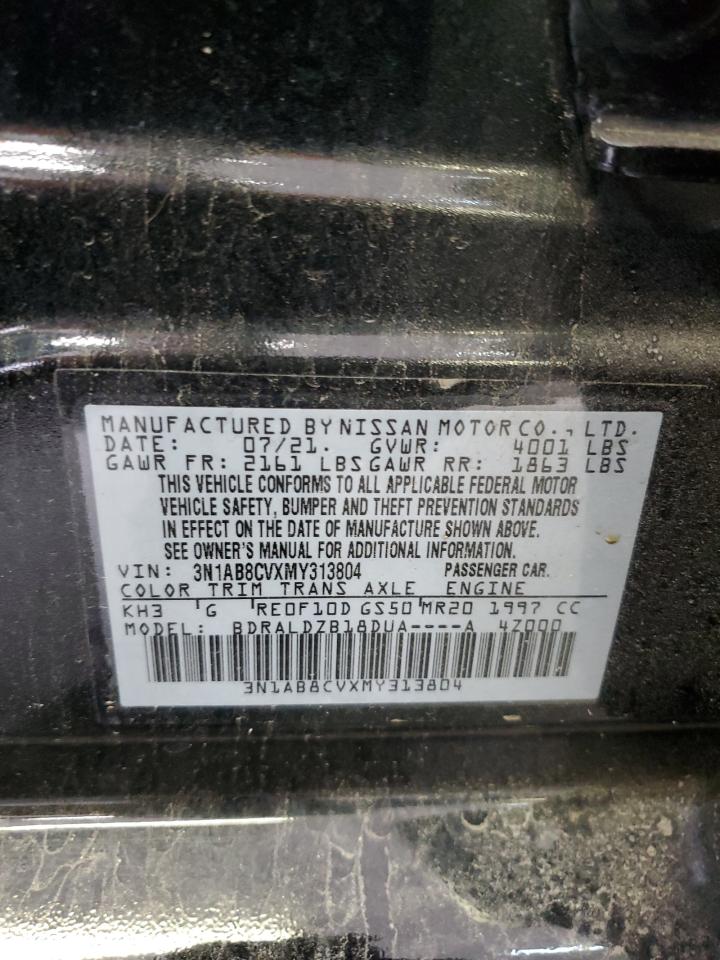 MANUFACTURED BY NISSAN MOTOR CO., LTD.
DATE: 07/21. GVWR: 4001 LBS
GAWR FR: 2161 LBS GAWR RR: 1863 LBS
THIS VEHICLE CONFORMS TO ALL APPLICABLE FEDERAL MOTOR
VEHICLE SAFETY, BUMPER AND THEFT PREVENTION STANDARDS
IN EFFECT ON THE DATE OF MANUFACTURE SHOWN ABOVE.
SEE OWNER'S MANUAL FOR ADDITIONAL INFORMATION.
VIN: 3N1AB8CVXMY313804 PASSENGER CAR.
COLOR TRIM TRANS AXLE ENGINE
KH3 G RE0F10D GS50 MR20 1997 CC
MODEL: BDRALDZB18DUA----A 4Z000
3N1AB8CVXMY313804